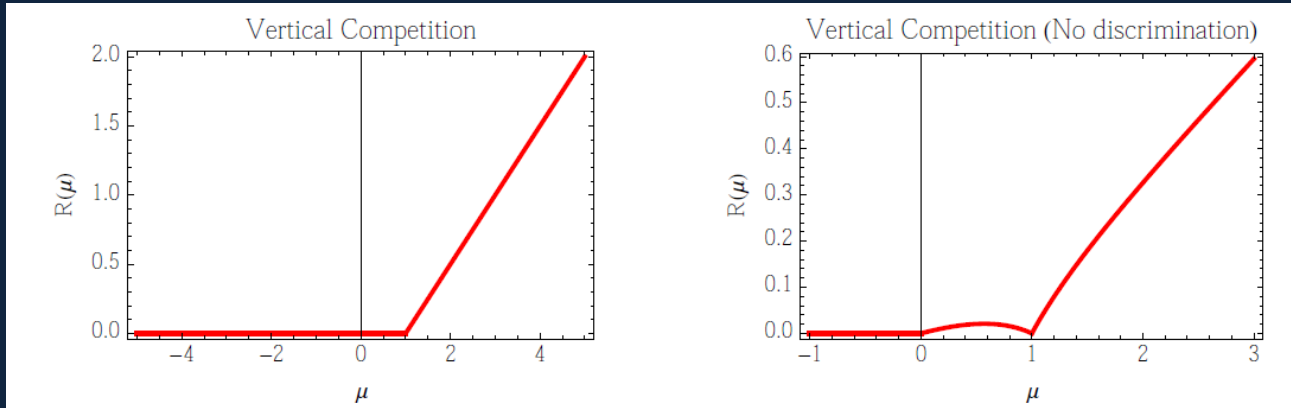 Vertical Competition
2.0
1.5
1.0
0.5
0.0
R(μ)
−4 −2 0 2 4
μ
Vertical Competition (No discrimination)
0.6
0.5
0.4
0.3
0.2
0.1
0.0
R(μ)
−1 0 1 2 3
μ